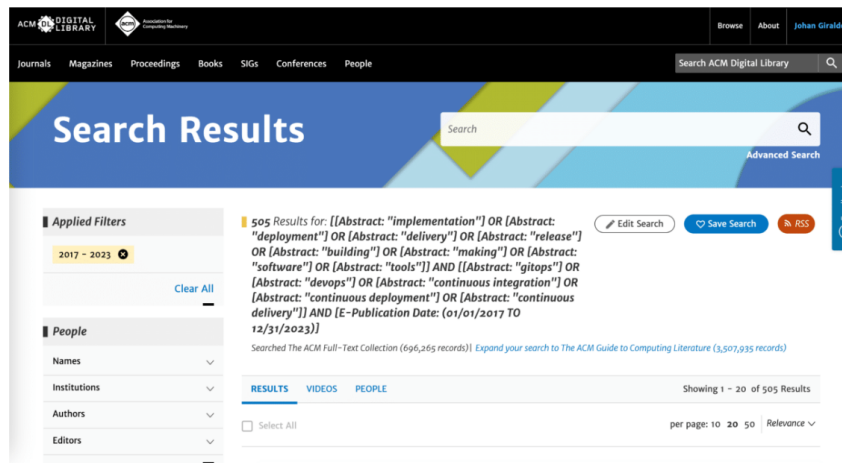 ACM DL DIGITAL LIBRARY
acm Association for Computing Machinery
Browse About Johan Girald
Journals Magazines Proceedings Books SIGs Conferences People
Search ACM Digital Library
Search Results
Search
Advanced Search
Applied Filters
2017 - 2023
Clear All
505 Results for: [[Abstract: "implementation"] OR [Abstract:
"deployment"] OR [Abstract: "delivery"] OR [Abstract: "release"]
OR [Abstract: "building"] OR [Abstract: "making"] OR [Abstract:
"software"] OR [Abstract: "tools"]] AND [[Abstract: "gitops"] OR
[Abstract: "devops"] OR [Abstract: "continuous integration"] OR
[Abstract: "continuous deployment"] OR [Abstract: "continuous
delivery"]] AND [E-Publication Date: (01/01/2017 TO
12/31/2023)]
Edit Search
Save Search
RSS
Searched The ACM Full-Text Collection (696,265 records)| Expand your search to The ACM Guide to Computing Literature (3,507,935 records)
People
Names
Institutions
Authors
Editors
RESULTS VIDEOS PEOPLE
Showing 1 - 20 of 505 Results
Select All
per page: 10 20 50 Relevance